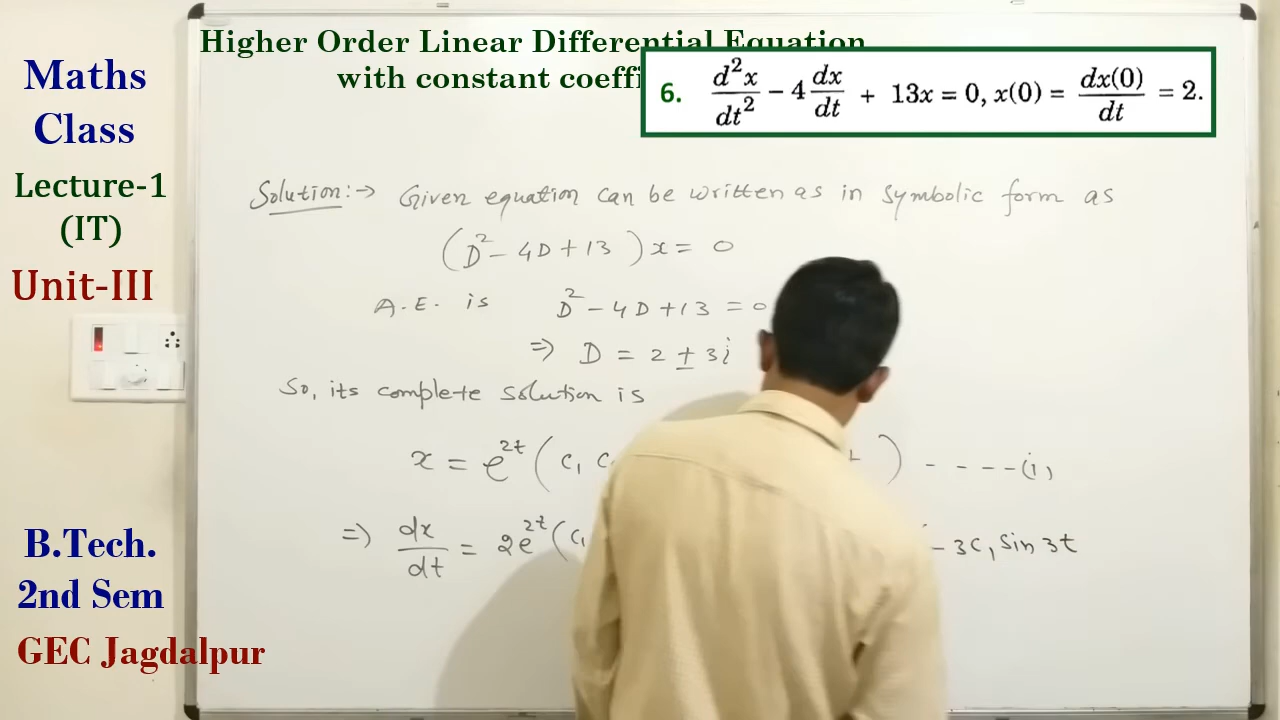 Higher Order Linear Differential Equation
with constant coeffi
Maths
Class
Lecture-1
(IT)
Unit-III
6. d²x/dt² − 4 dx/dt + 13x = 0, x(0) = dx(0)/dt = 2.
Solution:→ Given equation can be written as in symbolic form as
(D² − 4D + 13) x = 0
A.E. is D² − 4D + 13 = 0
⇒ D = 2 ± 3i
So, its complete solution is
x = e^2t (c₁ c ) - - - - (i)
⇒ dx/dt = 2e^2t (c₁ − 3c₁ sin 3t
B.Tech.
2nd Sem
GEC Jagdalpur